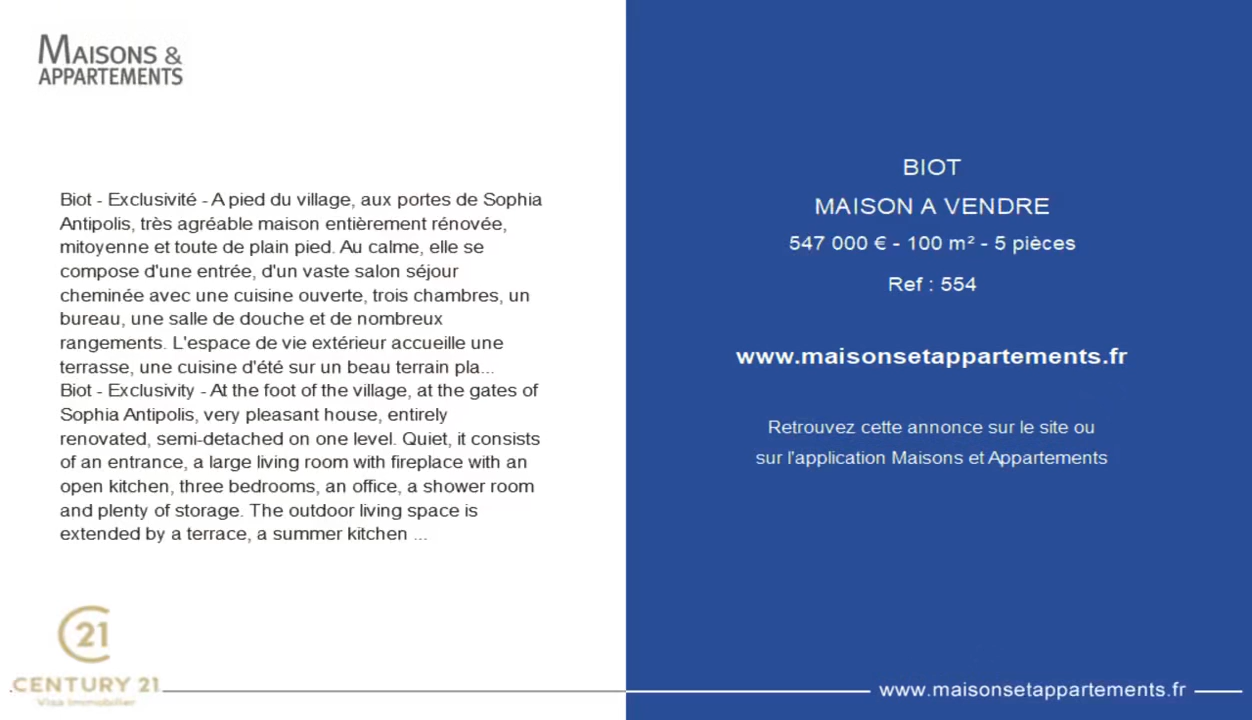 MAISONS &
APPARTEMENTS
Biot - Exclusivité - A pied du village, aux portes de Sophia
Antipolis, très agréable maison entièrement rénovée,
mitoyenne et toute de plain pied. Au calme, elle se
compose d'une entrée, d'un vaste salon séjour
cheminée avec une cuisine ouverte, trois chambres, un
bureau, une salle de douche et de nombreux
rangements. L'espace de vie extérieur accueille une
terrasse, une cuisine d'été sur un beau terrain pla...
Biot - Exclusivity - At the foot of the village, at the gates of
Sophia Antipolis, very pleasant house, entirely
renovated, semi-detached on one level. Quiet, it consists
of an entrance, a large living room with fireplace with an
open kitchen, three bedrooms, an office, a shower room
and plenty of storage. The outdoor living space is
extended by a terrace, a summer kitchen ...
C21
CENTURY 21
Visa Immobilier
BIOT
MAISON A VENDRE
547 000 € - 100 m² - 5 pièces
Ref : 554
www.maisonsetappartements.fr
Retrouvez cette annonce sur le site ou
sur l'application Maisons et Appartements
www.maisonsetappartements.fr